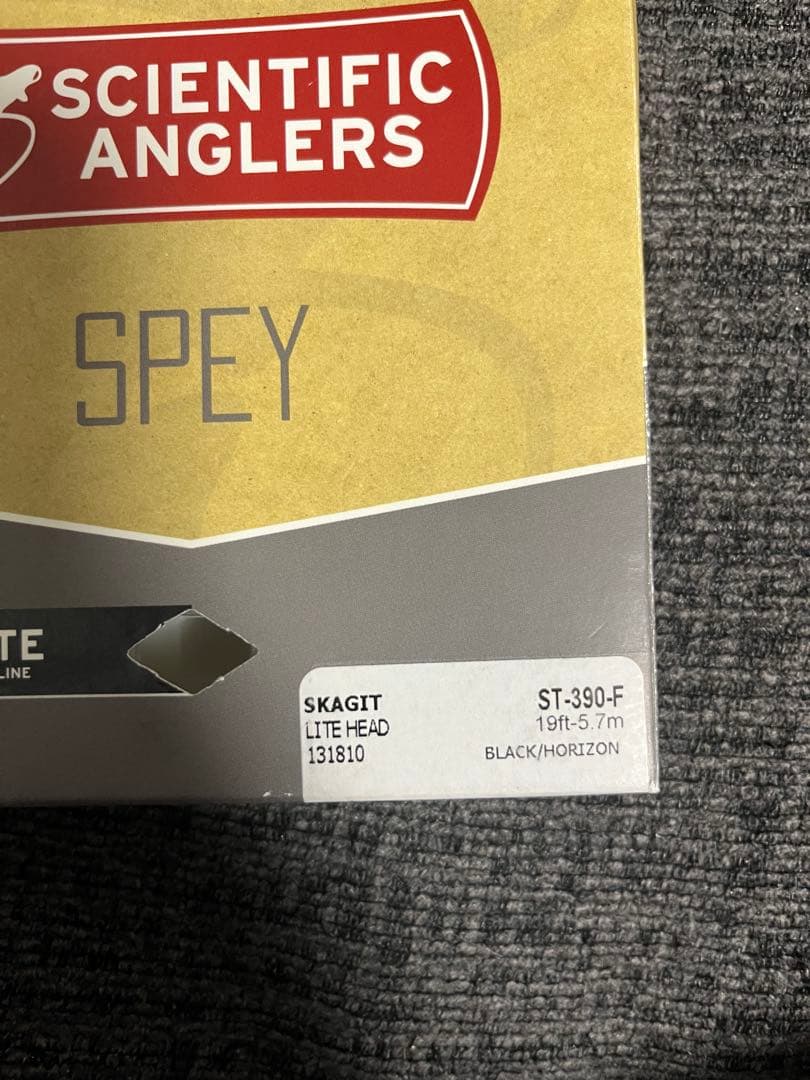 SCIENTIFIC
ANGLERS
SPEY
TE
LINE
SKAGIT
LITE HEAD
131810
ST-390-F
19ft-5.7m
BLACK/HORIZON